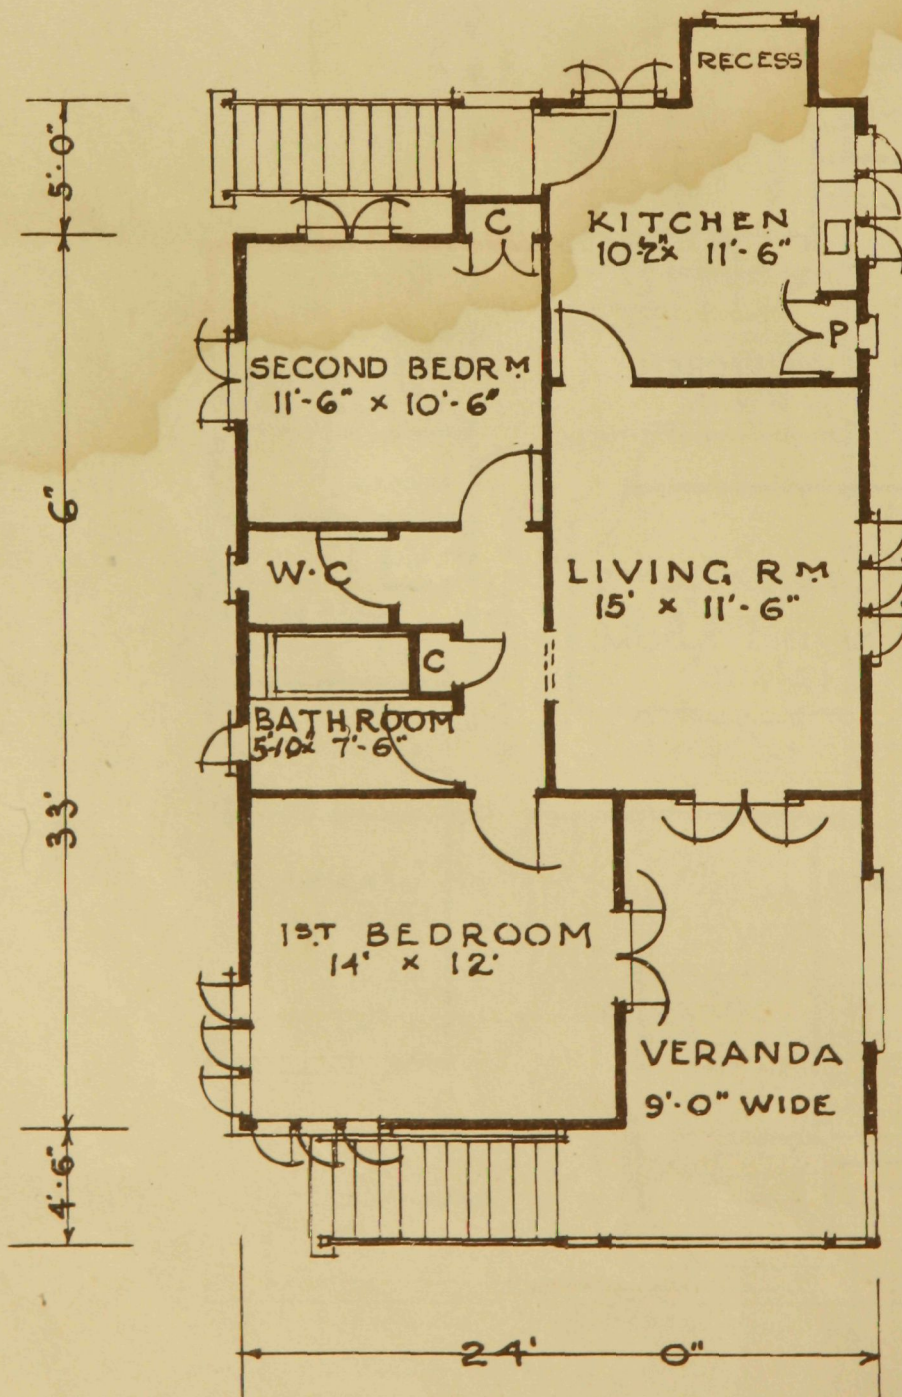 RECESS
5'-0"
C
KITCHEN
10'2"x 11'-6"
P
SECOND BEDRM
11'-6" x 10'-6"
6"
W.C
LIVING RM
15' x 11'-6"
C
BATHROOM
5'-10"x 7'-6"
33'
1ST BEDROOM
14' x 12'
VERANDA
9'-0" WIDE
4'-6"
24' 0"